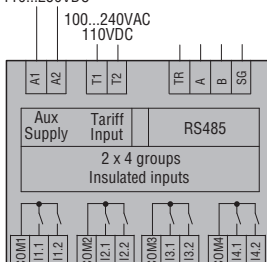 100...240VAC
110VDC
A1
A2
T1
T2
TR
A
B
SG
Aux
Supply
Tariff
Input
RS485
2 x 4 groups
Insulated inputs
COM1
I1.1
I1.2
COM2
I2.1
I2.2
COM3
I3.1
I3.2
COM4
I4.1
I4.2